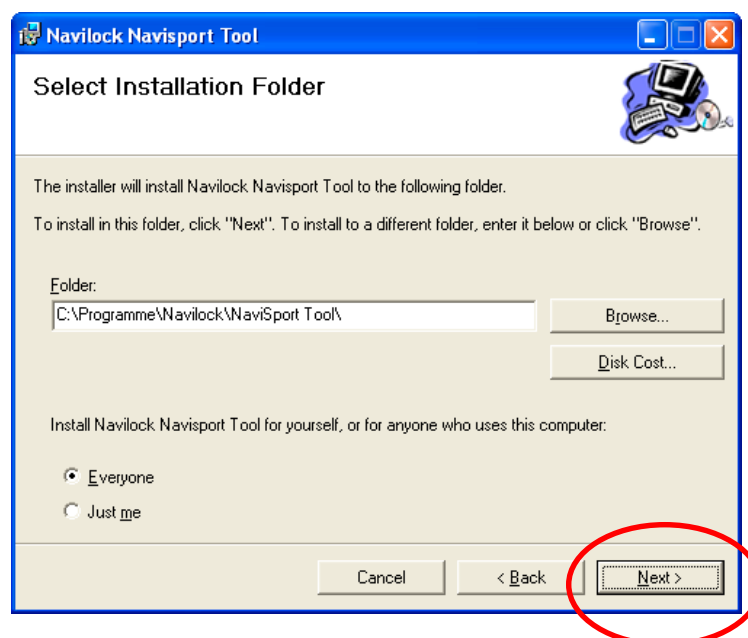 Navilock Navisport Tool
Select Installation Folder
The installer will install Navilock Navisport Tool to the following folder.
To install in this folder, click "Next". To install to a different folder, enter it below or click "Browse".
Folder:
C:\Programme\Navilock\NaviSport Tool\
Browse...
Disk Cost...
Install Navilock Navisport Tool for yourself, or for anyone who uses this computer:
Everyone
Just me
Cancel
< Back
Next >